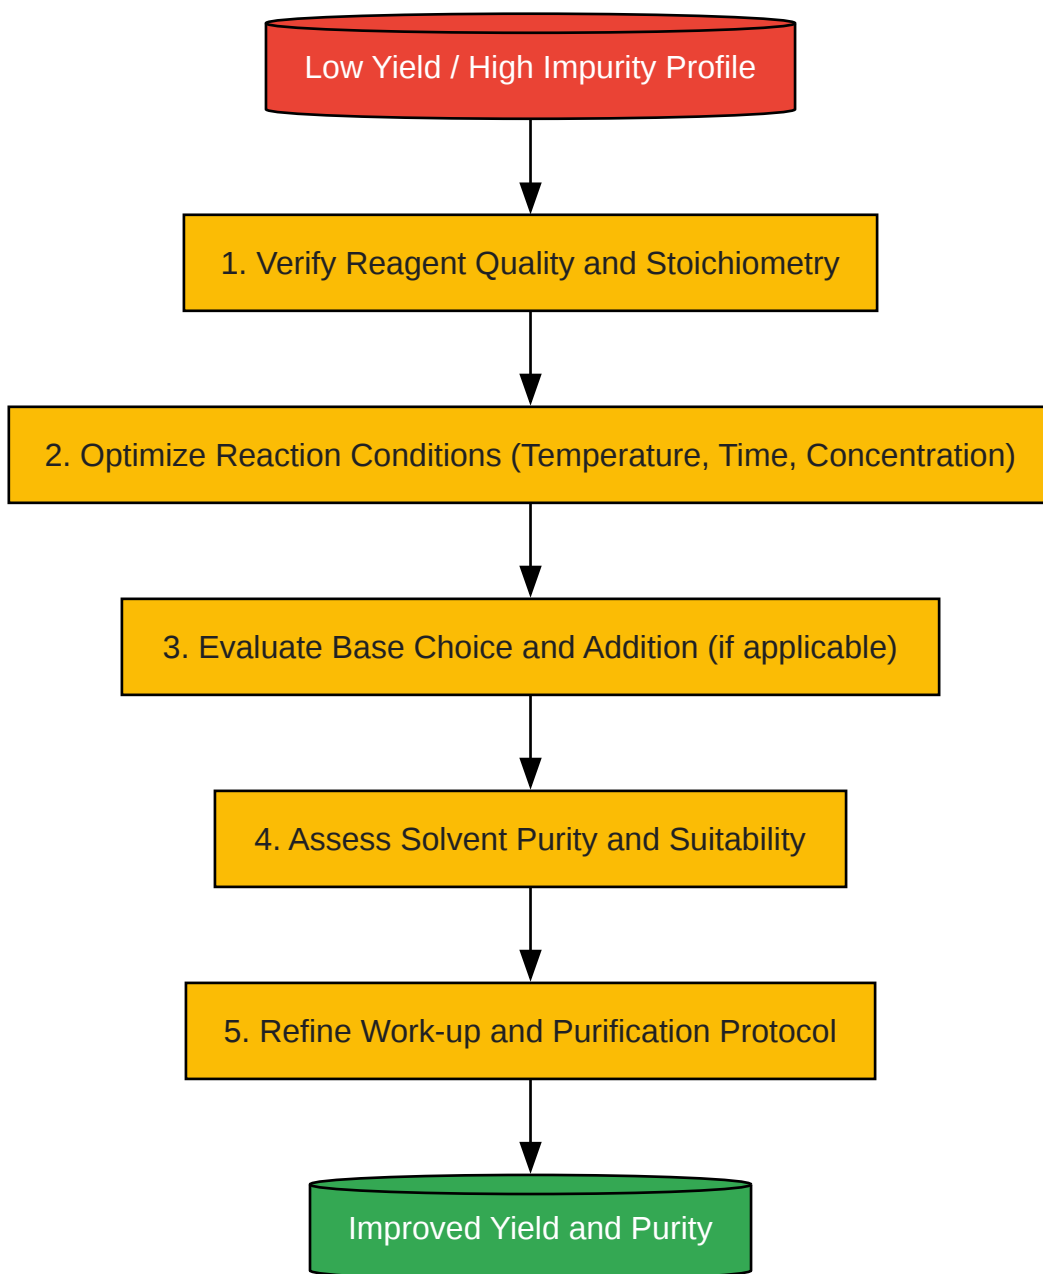 Low Yield / High Impurity Profile
1. Verify Reagent Quality and Stoichiometry
2. Optimize Reaction Conditions (Temperature, Time, Concentration)
3. Evaluate Base Choice and Addition (if applicable)
4. Assess Solvent Purity and Suitability
5. Refine Work-up and Purification Protocol
Improved Yield and Purity